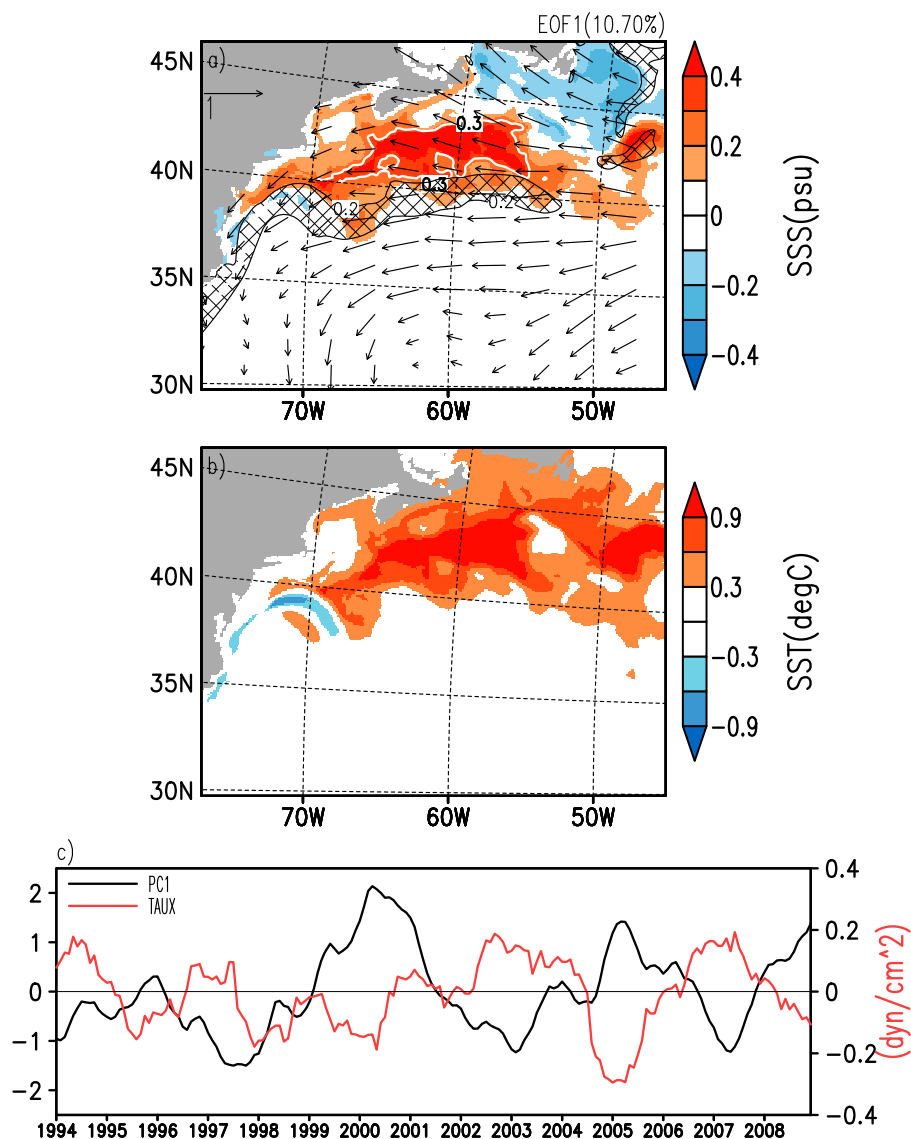 EOF1(10.70%)
a)
1
45N
40N
35N
30N
70W
60W
50W
0.3
0.3
0.2
0.2
0.4
0.2
0
-0.2
-0.4
SSS(psu)
b)
45N
40N
35N
30N
70W
60W
50W
0.9
0.3
-0.3
-0.9
SST(degC)
c)
PC1
TAUX
2
1
0
-1
-2
0.4
0.2
0
-0.2
-0.4
(dyn/cm^2)
1994 1995 1996 1997 1998 1999 2000 2001 2002 2003 2004 2005 2006 2007 2008